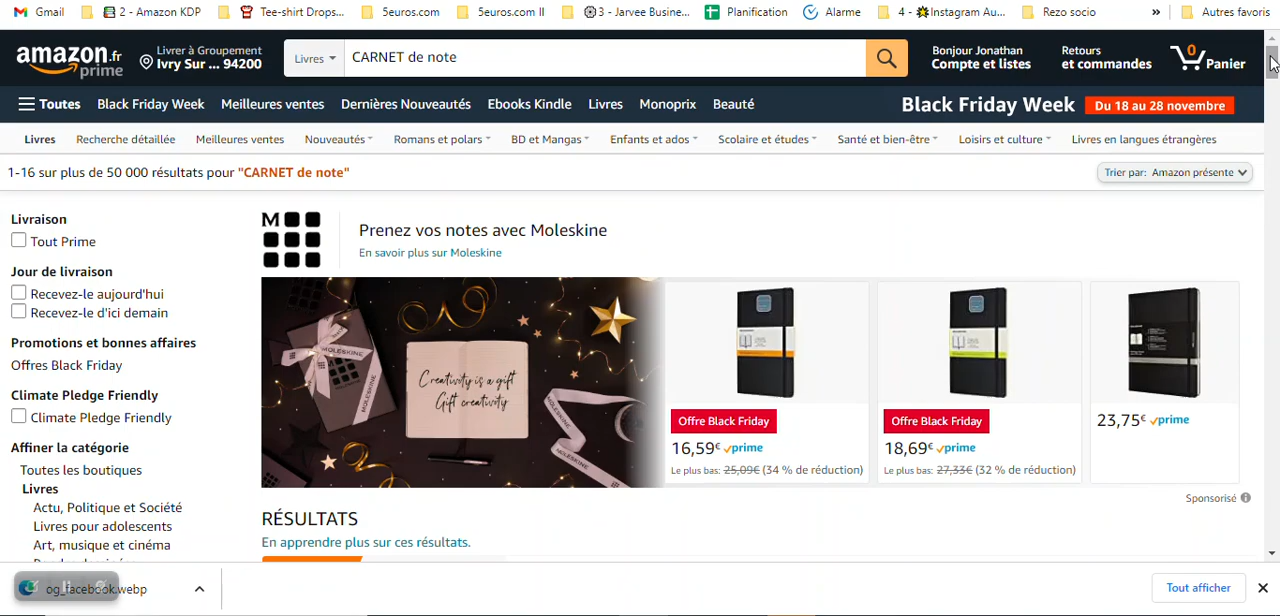 Gmail 2 - Amazon KDP Tee-shirt Drops... 5euros.com 5euros.com II 3 - Jarvee Busine... Planification Alarme 4 - Instagram Au... Rezo socio » Autres favoris
amazon.fr
prime
Livrer à Groupement
Ivry Sur ... 94200
Livres
CARNET de note
Bonjour Jonathan
Compte et listes
Retours
et commandes
0
Panier
Toutes Black Friday Week Meilleures ventes Dernières Nouveautés Ebooks Kindle Livres Monoprix Beauté Black Friday Week Du 18 au 28 novembre
Livres Recherche détaillée Meilleures ventes Nouveautés Romans et polars BD et Mangas Enfants et ados Scolaire et études Santé et bien-être Loisirs et culture Livres en langues étrangères
1-16 sur plus de 50 000 résultats pour "CARNET de note" Trier par: Amazon présente
Livraison
Tout Prime
Jour de livraison
Recevez-le aujourd'hui
Recevez-le d'ici demain
Promotions et bonnes affaires
Offres Black Friday
Climate Pledge Friendly
Climate Pledge Friendly
Affiner la catégorie
Toutes les boutiques
Livres
Actu, Politique et Société
Livres pour adolescents
Art, musique et cinéma
M
Prenez vos notes avec Moleskine
En savoir plus sur Moleskine
MOLESKINE
MOLESKINE
Creativity is a gift
Gift creativity
MOLESKINE
MOLESKINE
Offre Black Friday
16,59€ prime
Le plus bas: 25,09€ (34 % de réduction)
Offre Black Friday
18,69€ prime
Le plus bas: 27,33€ (32 % de réduction)
23,75€ prime
Sponsorisé
RÉSULTATS
En apprendre plus sur ces résultats.
og_facebook.webp
Tout afficher